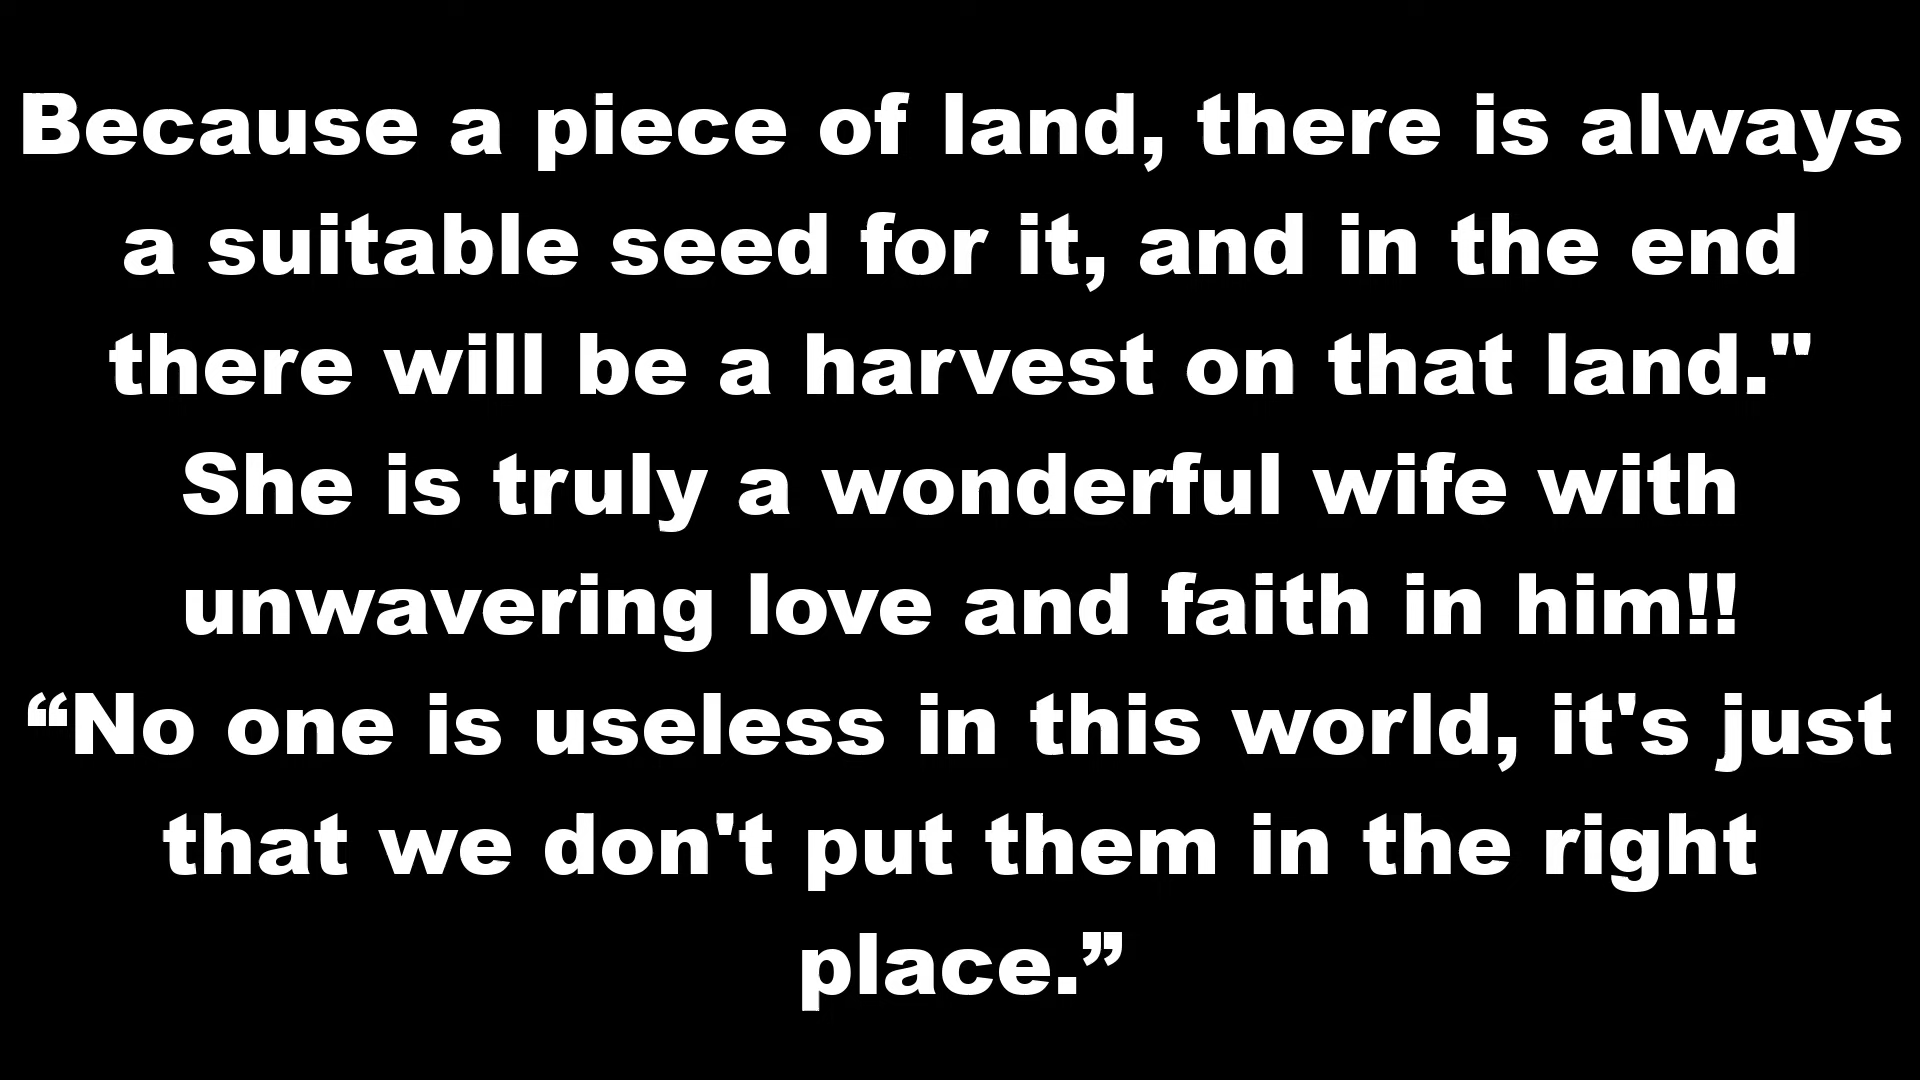 Because a piece of land, there is always
a suitable seed for it, and in the end
there will be a harvest on that land."
She is truly a wonderful wife with
unwavering love and faith in him!!
“No one is useless in this world, it's just
that we don't put them in the right
place.”